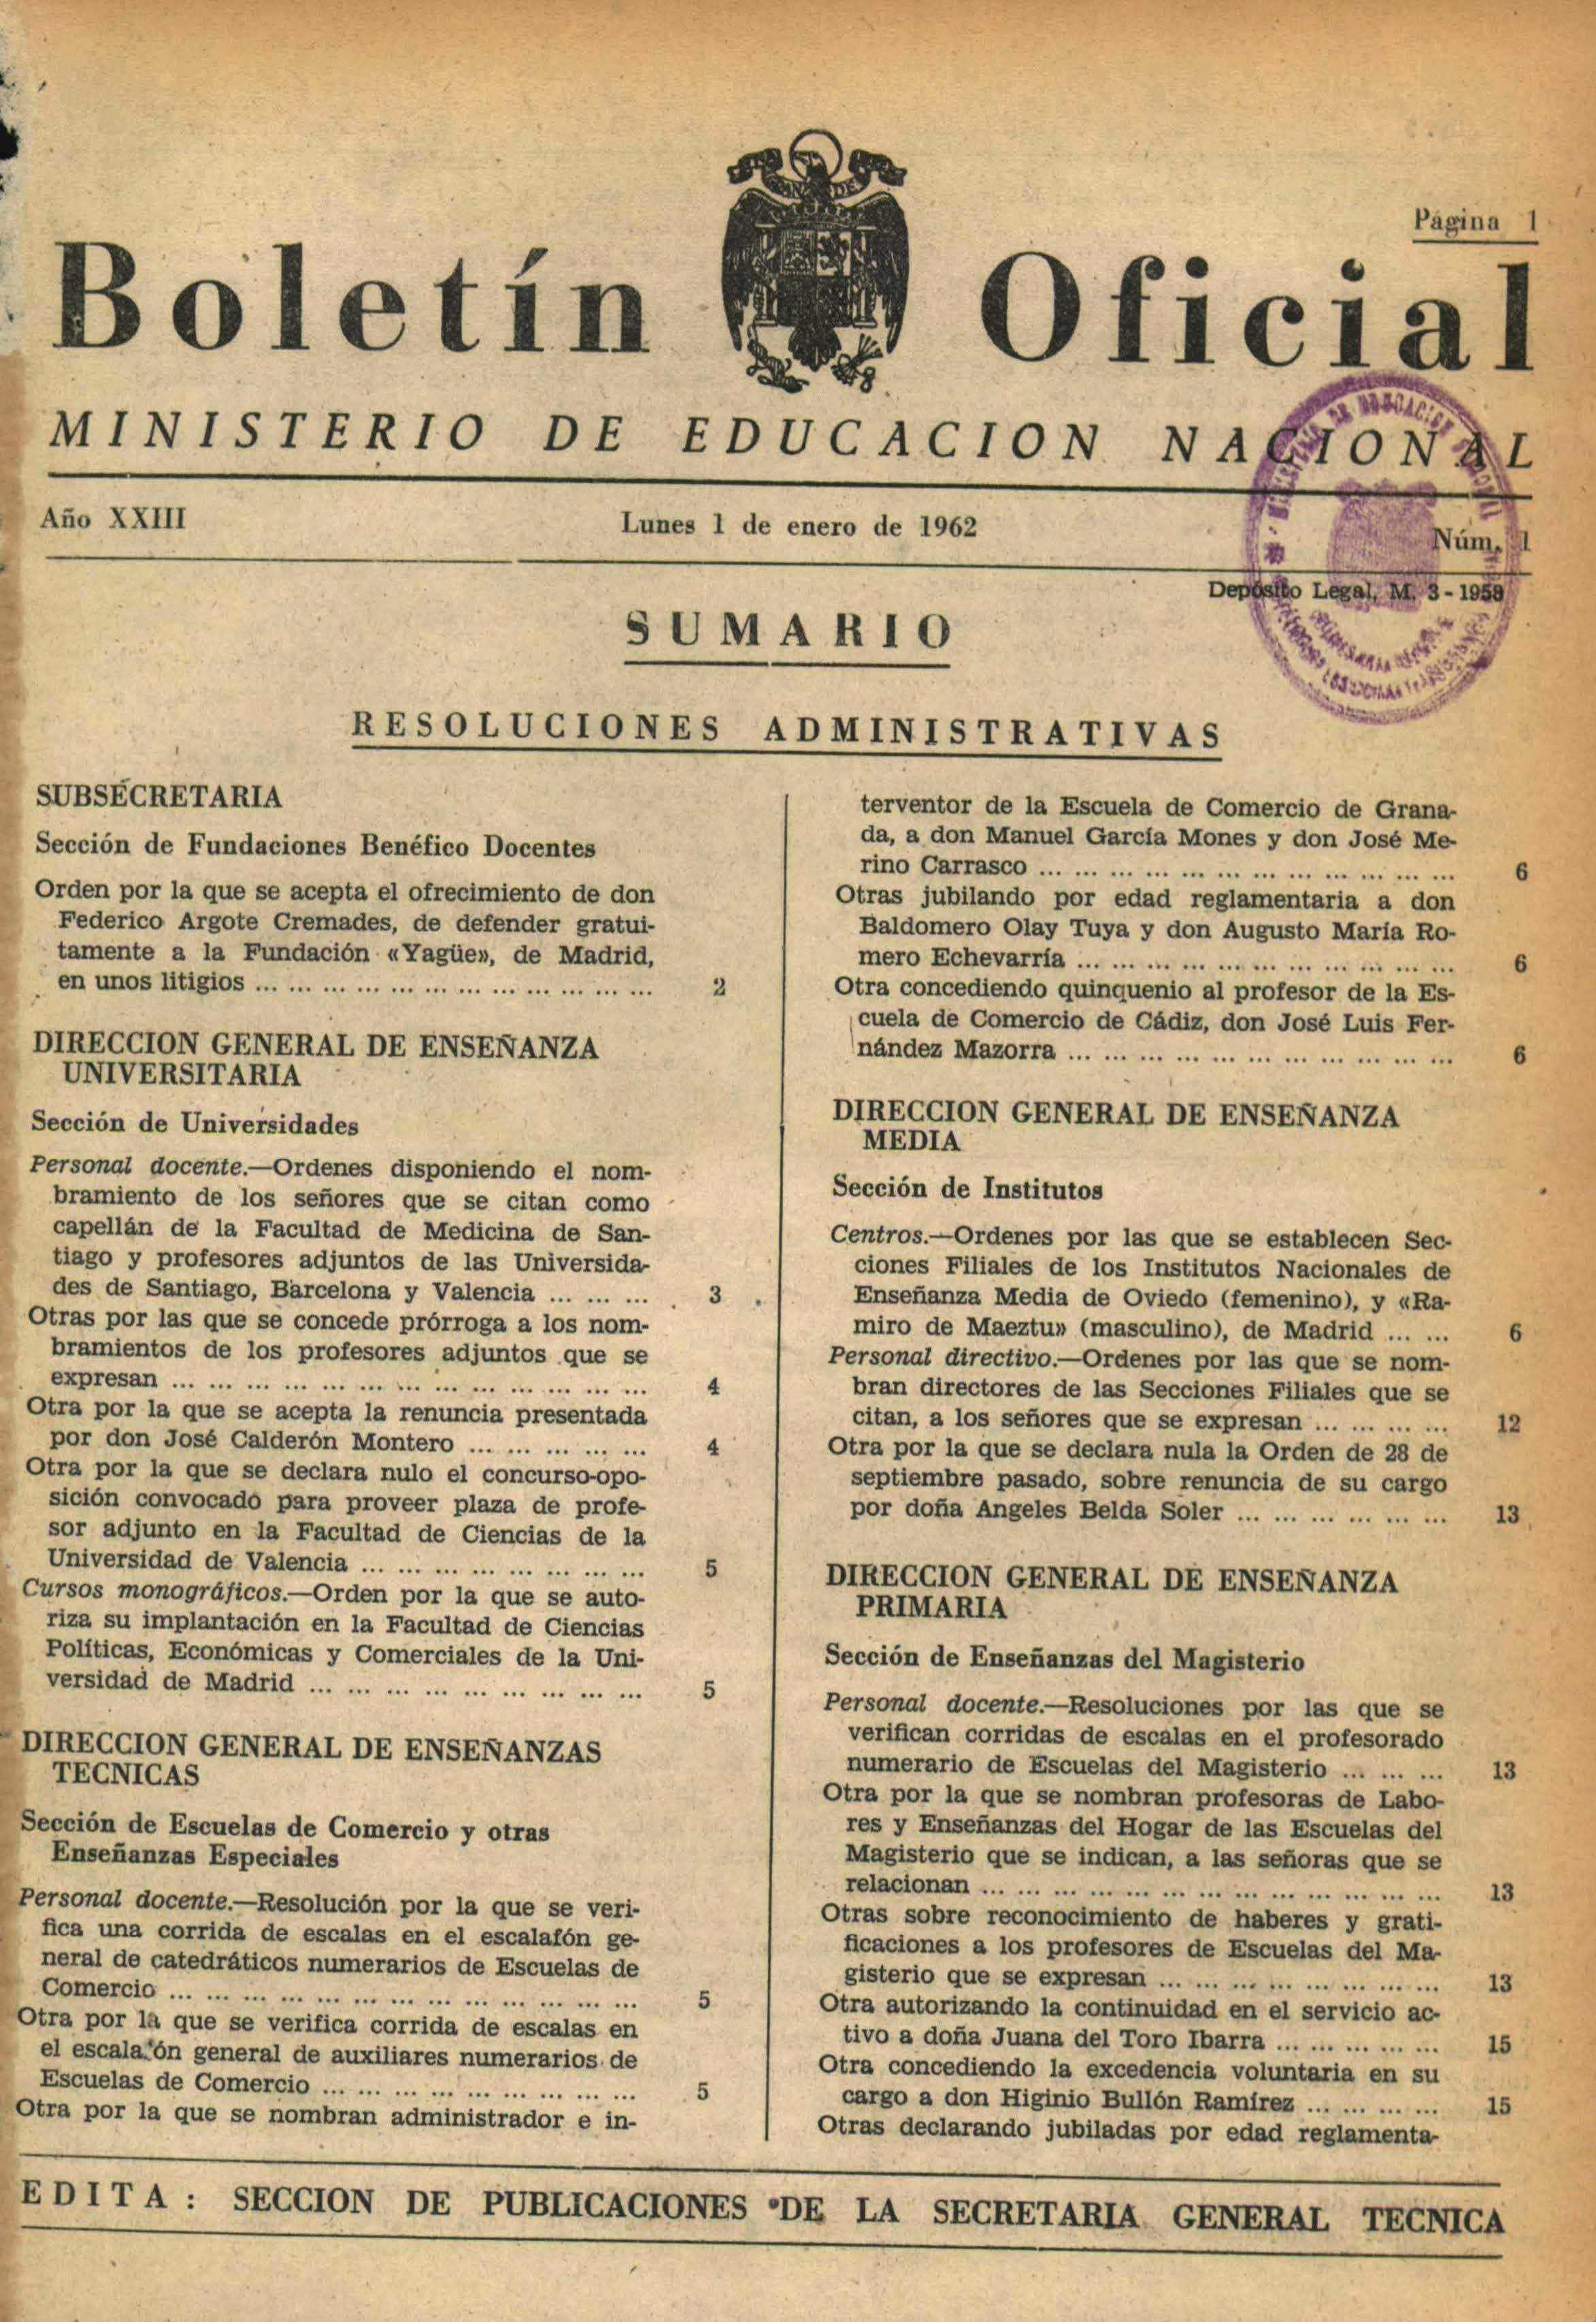 Página 1
Boletín Oficial
MINISTERIO DE EDUCACION NACIONAL
Año XXIII
Lunes 1 de enero de 1962
Núm. 1
Depósito Legal, M. 3 - 1958
SUMARIO
RESOLUCIONES ADMINISTRATIVAS
SUBSECRETARIA
Sección de Fundaciones Benéfico Docentes
Orden por la que se acepta el ofrecimiento de don
Federico Argote Cremades, de defender gratui-
tamente a la Fundación «Yagüe», de Madrid,
en unos litigios ... ... ... ... ... ... ... ... ... ... ... 2
DIRECCION GENERAL DE ENSEÑANZA
UNIVERSITARIA
Sección de Universidades
Personal docente.—Ordenes disponiendo el nom-
bramiento de los señores que se citan como
capellán de la Facultad de Medicina de San-
tiago y profesores adjuntos de las Universida-
des de Santiago, Barcelona y Valencia ... ... ... 3
Otras por las que se concede prórroga a los nom-
bramientos de los profesores adjuntos que se
expresan ... ... ... ... ... ... ... ... ... ... ... ... ... 4
Otra por la que se acepta la renuncia presentada
por don José Calderón Montero ... ... ... ... ... 4
Otra por la que se declara nulo el concurso-opo-
sición convocado para proveer plaza de profe-
sor adjunto en la Facultad de Ciencias de la
Universidad de Valencia ... ... ... ... ... ... ... ... 5
Cursos monográficos.—Orden por la que se auto-
riza su implantación en la Facultad de Ciencias
Políticas, Económicas y Comerciales de la Uni-
versidad de Madrid ... ... ... ... ... ... ... ... ... 5
DIRECCION GENERAL DE ENSEÑANZAS
TECNICAS
Sección de Escuelas de Comercio y otras
Enseñanzas Especiales
Personal docente.—Resolución por la que se veri-
fica una corrida de escalas en el escalafón ge-
neral de catedráticos numerarios de Escuelas de
Comercio ... ... ... ... ... ... ... ... ... ... ... ... ... 5
Otra por la que se verifica corrida de escalas en
el escalafón general de auxiliares numerarios de
Escuelas de Comercio ... ... ... ... ... ... ... ... ... 5
Otra por la que se nombran administrador e in-
terventor de la Escuela de Comercio de Grana-
da, a don Manuel García Mones y don José Me-
rino Carrasco ... ... ... ... ... ... ... ... ... ... ... ... 6
Otras jubilando por edad reglamentaria a don
Baldomero Olay Tuya y don Augusto María Ro-
mero Echevarría ... ... ... ... ... ... ... ... ... ... ... 6
Otra concediendo quinquenio al profesor de la Es-
cuela de Comercio de Cádiz, don José Luis Fer-
nández Mazorra ... ... ... ... ... ... ... ... ... ... ... 6
DIRECCION GENERAL DE ENSEÑANZA
MEDIA
Sección de Institutos
Centros.—Ordenes por las que se establecen Sec-
ciones Filiales de los Institutos Nacionales de
Enseñanza Media de Oviedo (femenino), y «Ra-
miro de Maeztu» (masculino), de Madrid ... ... 6
Personal directivo.—Ordenes por las que se nom-
bran directores de las Secciones Filiales que se
citan, a los señores que se expresan ... ... ... ... 12
Otra por la que se declara nula la Orden de 28 de
septiembre pasado, sobre renuncia de su cargo
por doña Angeles Belda Soler ... ... ... ... ... ... 13
DIRECCION GENERAL DE ENSEÑANZA
PRIMARIA
Sección de Enseñanzas del Magisterio
Personal docente.—Resoluciones por las que se
verifican corridas de escalas en el profesorado
numerario de Escuelas del Magisterio ... ... ... 13
Otra por la que se nombran profesoras de Labo-
res y Enseñanzas del Hogar de las Escuelas del
Magisterio que se indican, a las señoras que se
relacionan ... ... ... ... ... ... ... ... ... ... ... ... ... 13
Otras sobre reconocimiento de haberes y grati-
ficaciones a los profesores de Escuelas del Ma-
gisterio que se expresan ... ... ... ... ... ... ... ... 13
Otra autorizando la continuidad en el servicio ac-
tivo a doña Juana del Toro Ibarra ... ... ... ... ... 15
Otra concediendo la excedencia voluntaria en su
cargo a don Higinio Bullón Ramírez ... ... ... ... 15
Otras declarando jubiladas por edad reglamenta-
EDITA: SECCION DE PUBLICACIONES DE LA SECRETARIA GENERAL TECNICA